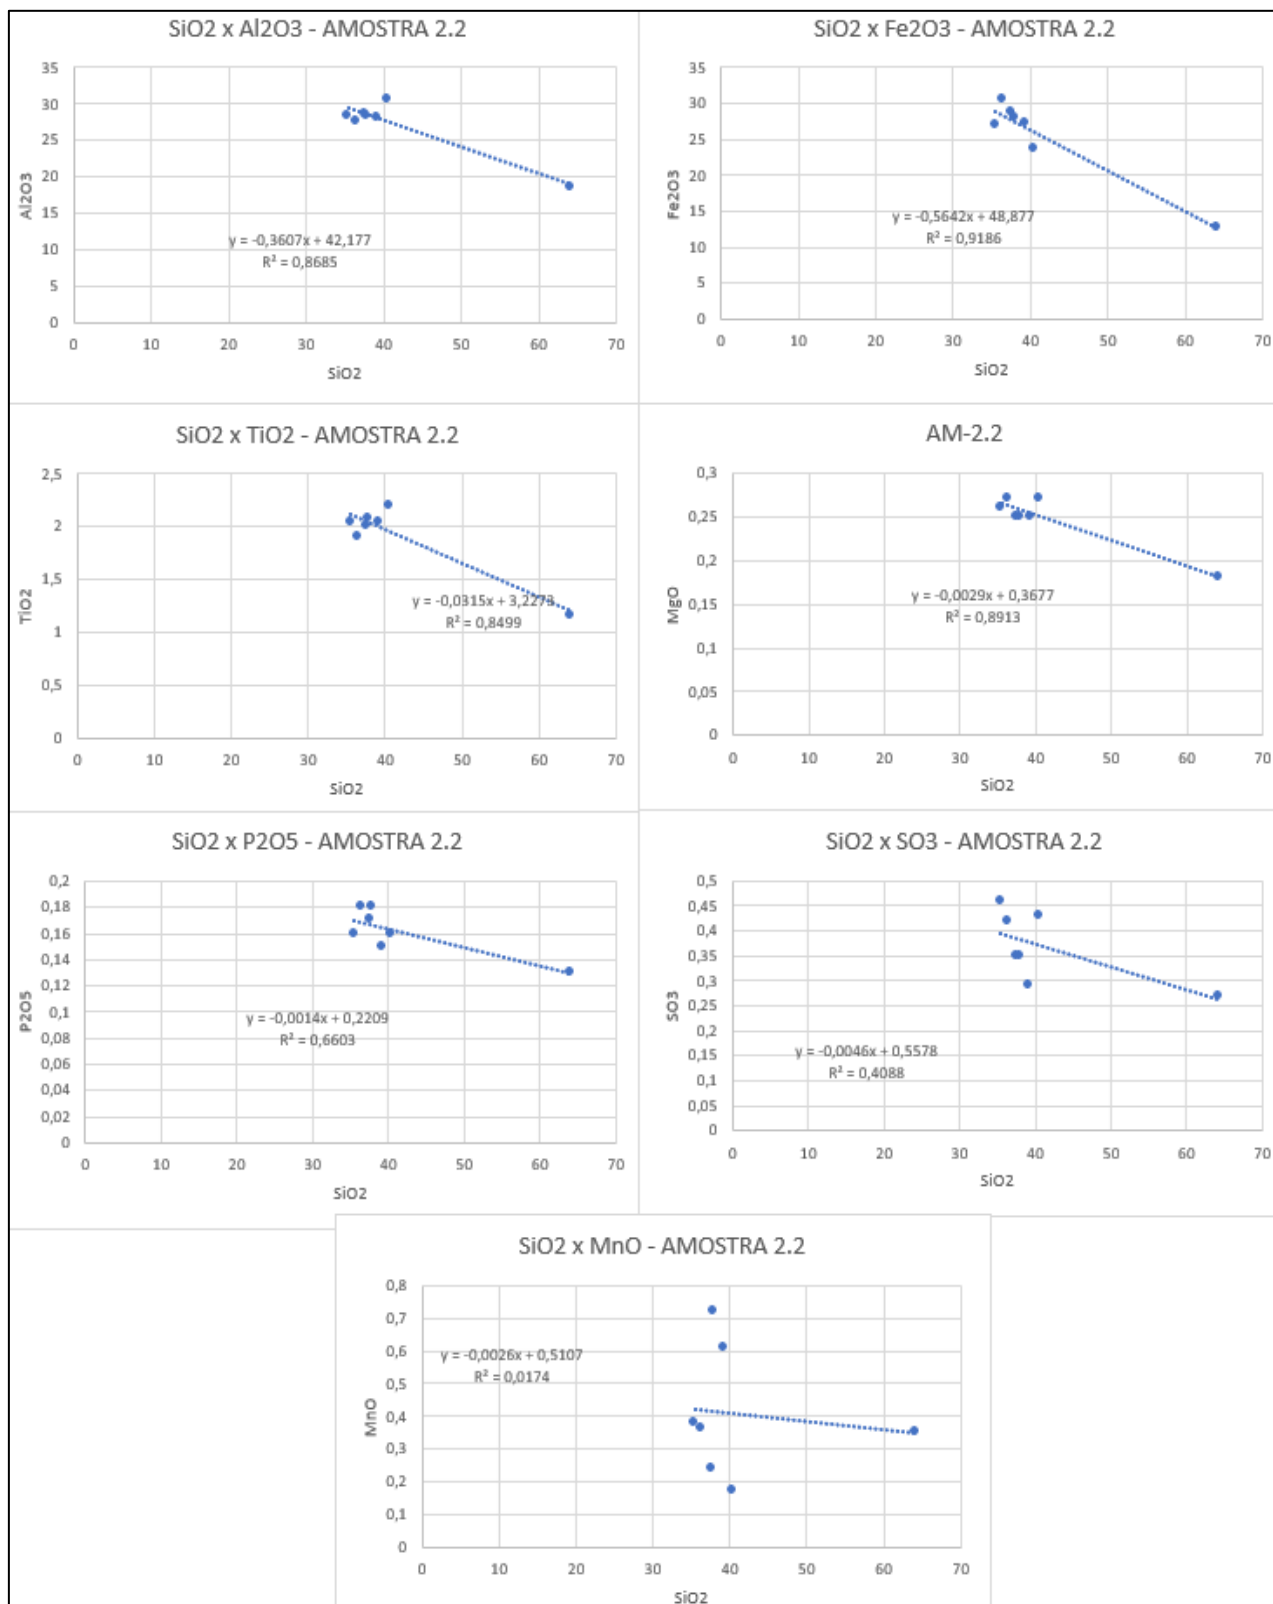 SiO2 x Al2O3 - AMOSTRA 2.2
35
30
25
20
15
10
5
0
Al2O3
y = -0,3607x + 42,177
R² = 0,8685
0 10 20 30 40 50 60 70
SiO2
SiO2 x Fe2O3 - AMOSTRA 2.2
35
30
25
20
15
10
5
0
Fe2O3
y = -0,5642x + 48,877
R² = 0,9186
0 10 20 30 40 50 60 70
SiO2
SiO2 x TiO2 - AMOSTRA 2.2
2,5
2
1,5
1
0,5
0
TiO2
y = -0,0315x + 3,2273
R² = 0,8499
0 10 20 30 40 50 60 70
SiO2
AM-2.2
0,3
0,25
0,2
0,15
0,1
0,05
0
MgO
y = -0,0029x + 0,3677
R² = 0,8913
0 10 20 30 40 50 60 70
SiO2
SiO2 x P2O5 - AMOSTRA 2.2
0,2
0,18
0,16
0,14
0,12
0,1
0,08
0,06
0,04
0,02
0
P2O5
y = -0,0014x + 0,2209
R² = 0,6603
0 10 20 30 40 50 60 70
SiO2
SiO2 x SO3 - AMOSTRA 2.2
0,5
0,45
0,4
0,35
0,3
0,25
0,2
0,15
0,1
0,05
0
SO3
y = -0,0046x + 0,5578
R² = 0,4088
0 10 20 30 40 50 60 70
SiO2
SiO2 x MnO - AMOSTRA 2.2
0,8
0,7
0,6
0,5
0,4
0,3
0,2
0,1
0
MnO
y = -0,0026x + 0,5107
R² = 0,0174
0 10 20 30 40 50 60 70
SiO2